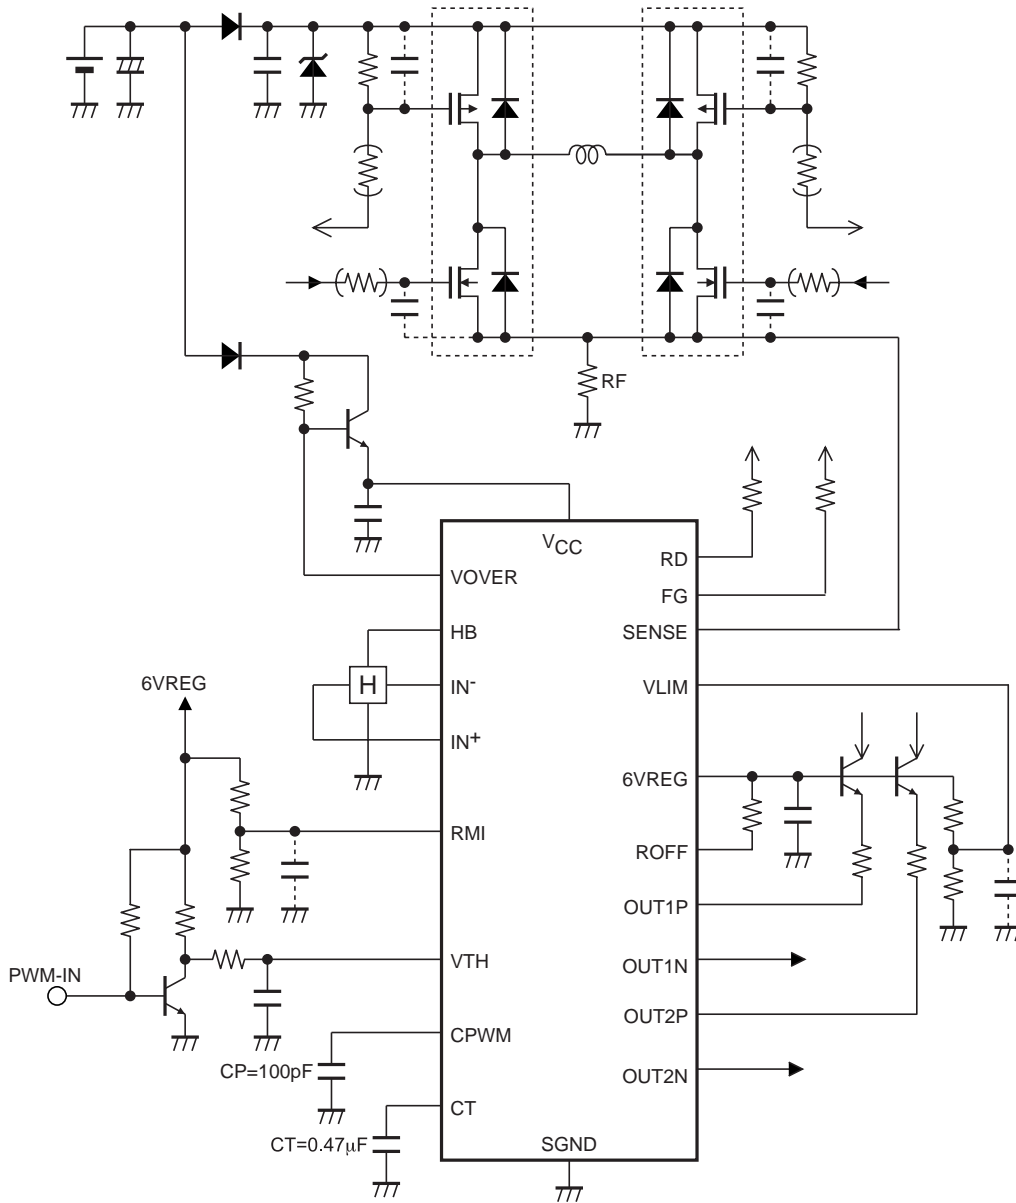 RF
VCC
RD
VOVER
FG
HB
SENSE
H
IN-
VLIM
6VREG
IN+
6VREG
RMI
ROFF
OUT1P
PWM-IN
VTH
OUT1N
OUT2P
CPWM
CP=100pF
OUT2N
CT
CT=0.47µF
SGND